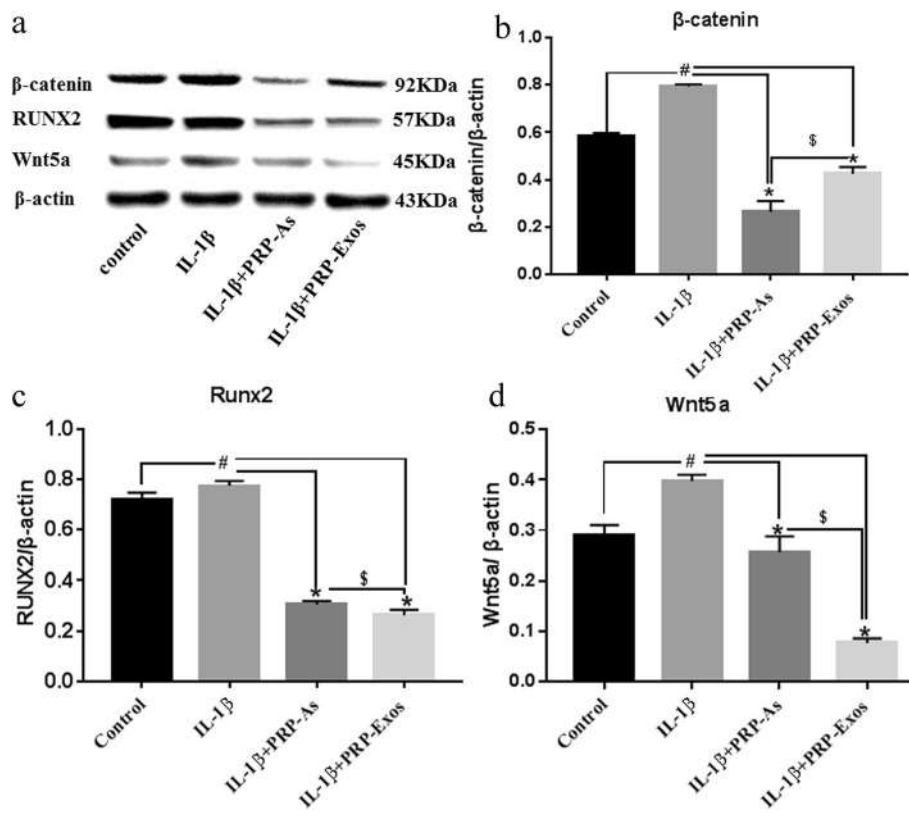 a
β-catenin
92KDa
RUNX2
57KDa
Wnt5a
45KDa
β-actin
43KDa
control
IL-1β
IL-1β+PRP-As
IL-1β+PRP-Exos
b
β-catenin
β-catenin/β-actin
1.0
0.8
0.6
0.4
0.2
0.0
#
$
*
*
Control
IL-1β
IL-1β+PRP-As
IL-1β+PRP-Exos
c
Runx2
RUNX2/β-actin
1.0
0.8
0.6
0.4
0.2
0.0
#
$
*
*
Control
IL-1β
IL-1β+PRP-As
IL-1β+PRP-Exos
d
Wnt5a
Wnt5a/ β-actin
0.5
0.4
0.3
0.2
0.1
0.0
#
$
*
*
Control
IL-1β
IL-1β+PRP-As
IL-1β+PRP-Exos